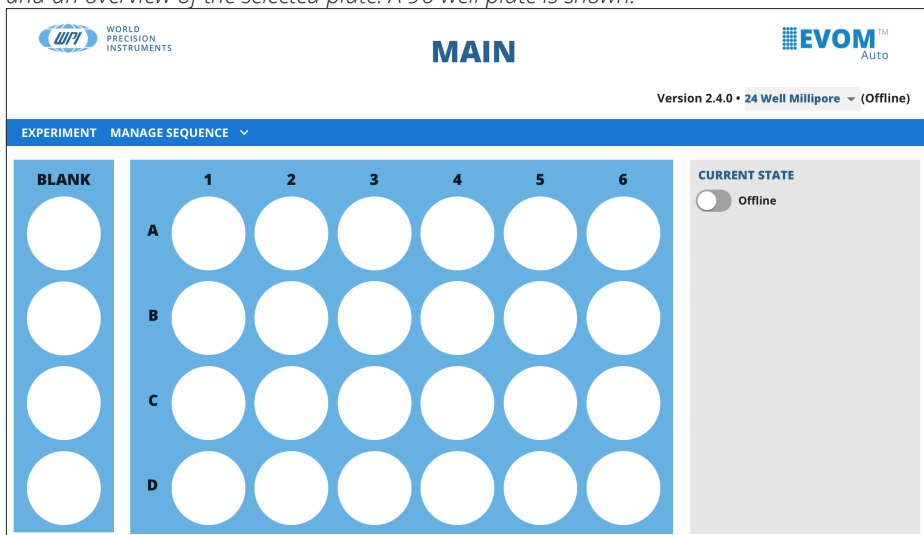 and an overview of the selected plate. A 96 well plate is shown.
WPI
WORLD
PRECISION
INSTRUMENTS
MAIN
EVOM™
Auto
Version 2.4.0 • 24 Well Millipore (Offline)
EXPERIMENT MANAGE SEQUENCE
BLANK
1 2 3 4 5 6
CURRENT STATE
Offline
A
B
C
D